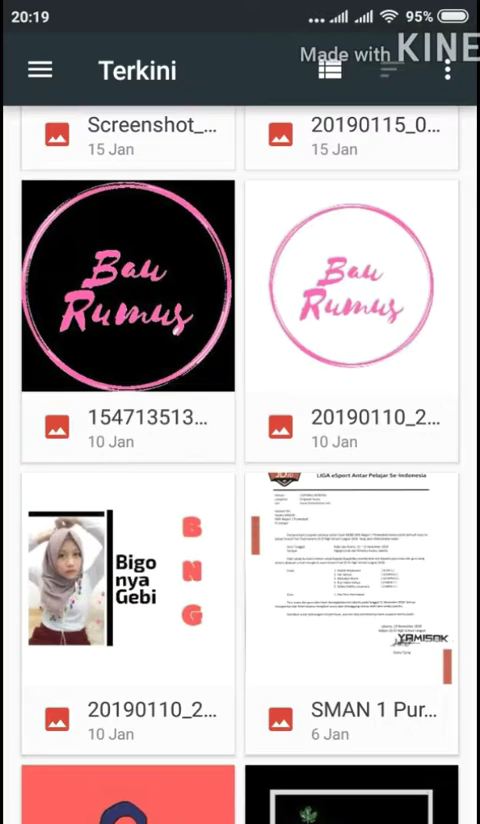 20:19
95%
Made with KINE
Terkini
Screenshot_...
15 Jan
20190115_0...
15 Jan
Bau
Rumus
154713513...
10 Jan
Bau
Rumus
20190110_2...
10 Jan
Bigo
nya
Gebi
B
N
G
20190110_2...
10 Jan
LIGA eSport Antar Pelajar Se-Indonesia
YAMISOK
SMAN 1 Pur...
6 Jan